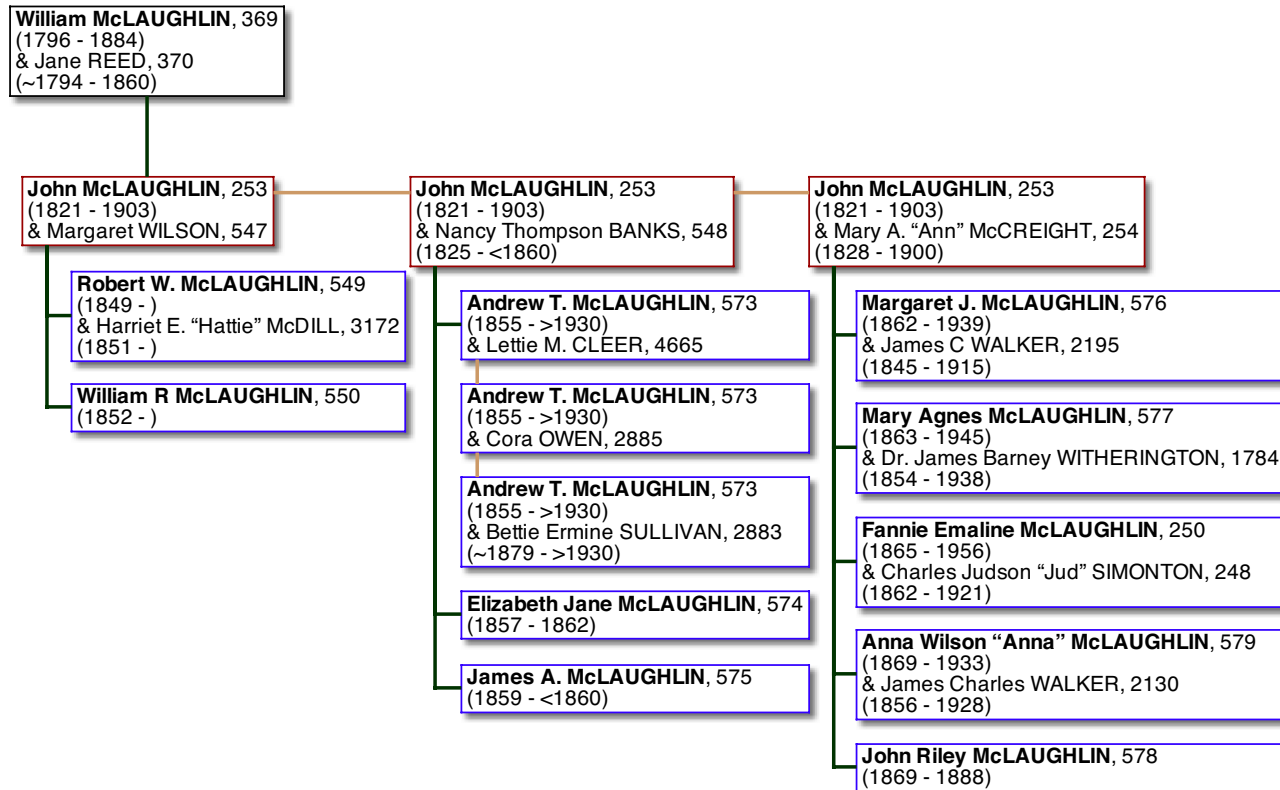 William McLAUGHLIN, 369
(1796 - 1884)
& Jane REED, 370
(~1794 - 1860)
John McLAUGHLIN, 253
(1821 - 1903)
& Margaret WILSON, 547
Robert W. McLAUGHLIN, 549
(1849 - )
& Harriet E. “Hattie” McDILL, 3172
(1851 - )
William R McLAUGHLIN, 550
(1852 - )
John McLAUGHLIN, 253
(1821 - 1903)
& Nancy Thompson BANKS, 548
(1825 - <1860)
Andrew T. McLAUGHLIN, 573
(1855 - >1930)
& Lettie M. CLEER, 4665
Andrew T. McLAUGHLIN, 573
(1855 - >1930)
& Cora OWEN, 2885
Andrew T. McLAUGHLIN, 573
(1855 - >1930)
& Bettie Ermine SULLIVAN, 2883
(~1879 - >1930)
Elizabeth Jane McLAUGHLIN, 574
(1857 - 1862)
James A. McLAUGHLIN, 575
(1859 - <1860)
John McLAUGHLIN, 253
(1821 - 1903)
& Mary A. “Ann” McCREIGHT, 254
(1828 - 1900)
Margaret J. McLAUGHLIN, 576
(1862 - 1939)
& James C WALKER, 2195
(1845 - 1915)
Mary Agnes McLAUGHLIN, 577
(1863 - 1945)
& Dr. James Barney WITHERINGTON, 1784
(1854 - 1938)
Fannie Emaline McLAUGHLIN, 250
(1865 - 1956)
& Charles Judson “Jud” SIMONTON, 248
(1862 - 1921)
Anna Wilson “Anna” McLAUGHLIN, 579
(1869 - 1933)
& James Charles WALKER, 2130
(1856 - 1928)
John Riley McLAUGHLIN, 578
(1869 - 1888)